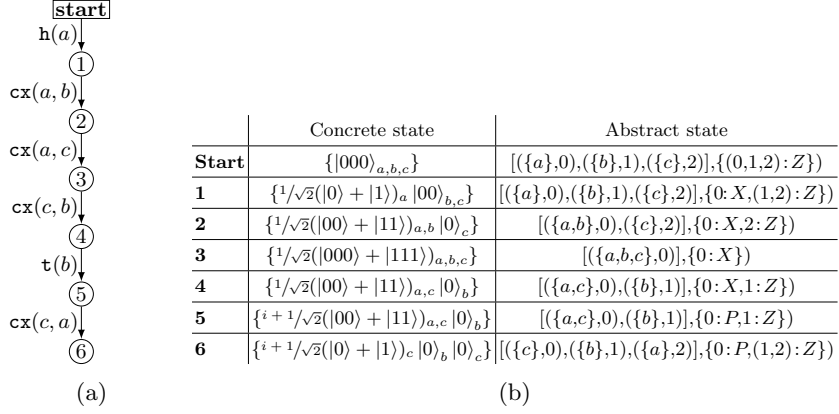 start
h(a)
1
cx(a, b)
2
cx(a, c)
3
cx(c, b)
4
t(b)
5
cx(c, a)
6
(a)
Concrete state Abstract state
Start {|000⟩a,b,c} [({a},0),({b},1),({c},2)],{(0,1,2):Z})
1 {1/√2(|0⟩ + |1⟩)a |00⟩b,c} [({a},0),({b},1),({c},2)],{0:X,(1,2):Z})
2 {1/√2(|00⟩ + |11⟩)a,b |0⟩c} [({a,b},0),({c},2)],{0:X,2:Z})
3 {1/√2(|000⟩ + |111⟩)a,b,c} [({a,b,c},0)],{0:X})
4 {1/√2(|00⟩ + |11⟩)a,c |0⟩b} [({a,c},0),({b},1)],{0:X,1:Z})
5 {i + 1/√2(|00⟩ + |11⟩)a,c |0⟩b} [({a,c},0),({b},1)],{0:P,1:Z})
6 {i + 1/√2(|0⟩ + |1⟩)c |0⟩b |0⟩c} [({c},0),({b},1),({a},2)],{0:P,(1,2):Z})
(b)